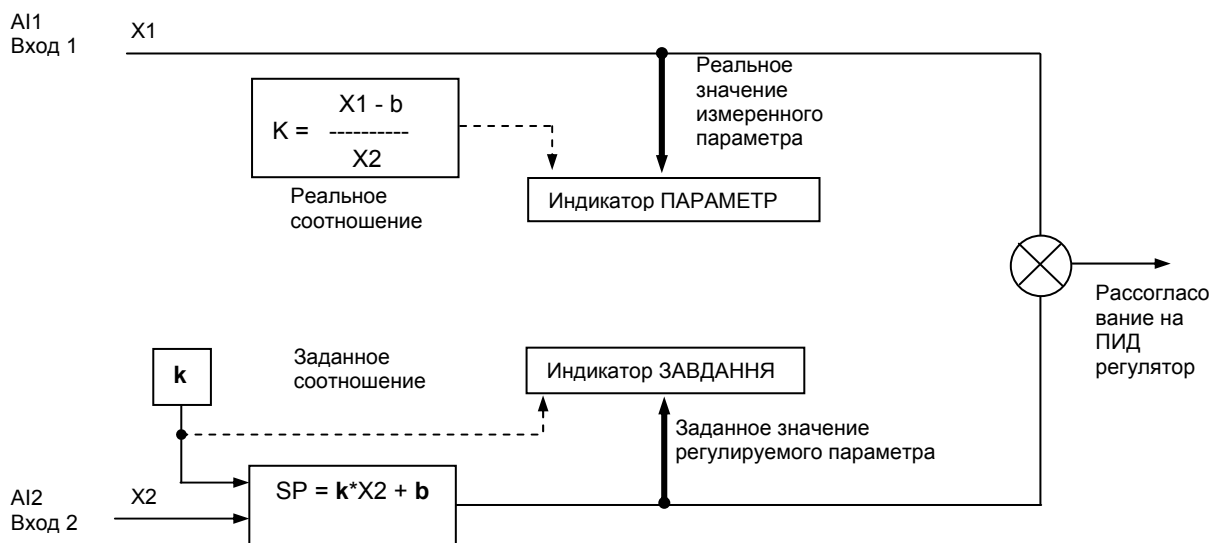 AI1
Вход 1
X1
Реальное
значение
измеренного
параметра
X1 - b
K = ----------
X2
Реальное
соотношение
Индикатор ПАРАМЕТР
Рассогласо
вание на
ПИД
регулятор
k
Заданное
соотношение
Индикатор ЗАВДАННЯ
Заданное значение
регулируемого параметра
AI2
Вход 2
X2
SP = k*X2 + b